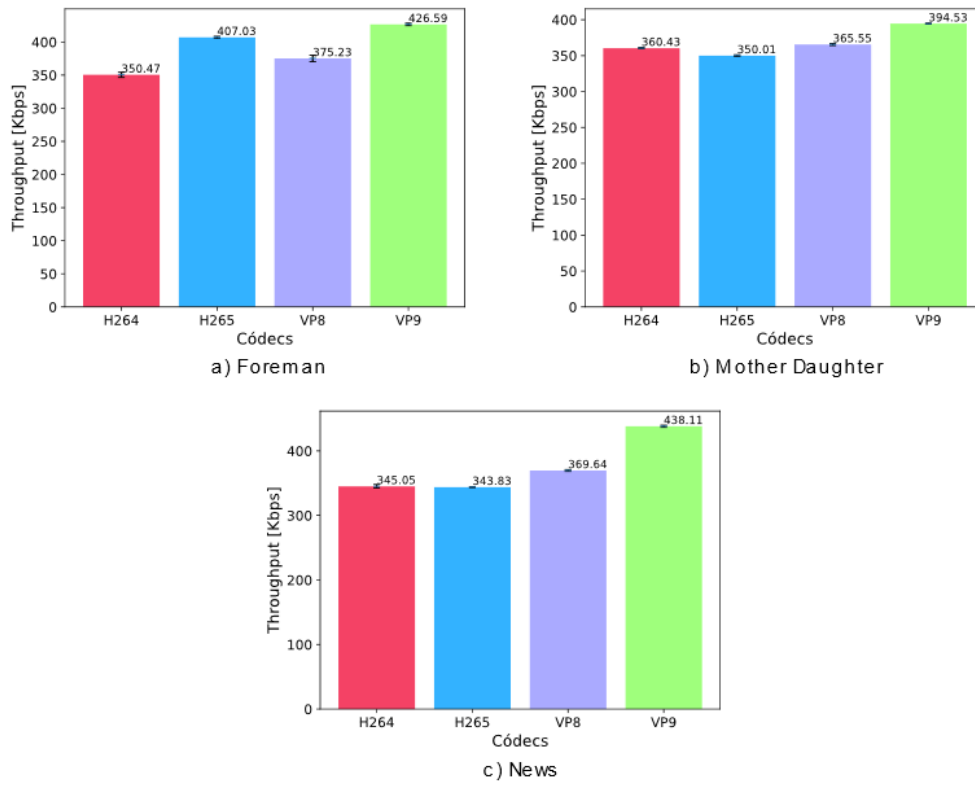 426.59
407.03
375.23
350.47
400
350
300
250
200
150
100
50
0
Throughput [Kbps]
H264 H265 VP8 VP9
Códecs
a) Foreman
394.53
365.55
360.43
350.01
400
350
300
250
200
150
100
50
0
Throughput [Kbps]
H264 H265 VP8 VP9
Códecs
b) Mother Daughter
438.11
369.64
345.05
343.83
400
300
200
100
0
Throughput [Kbps]
H264 H265 VP8 VP9
Códecs
c) News